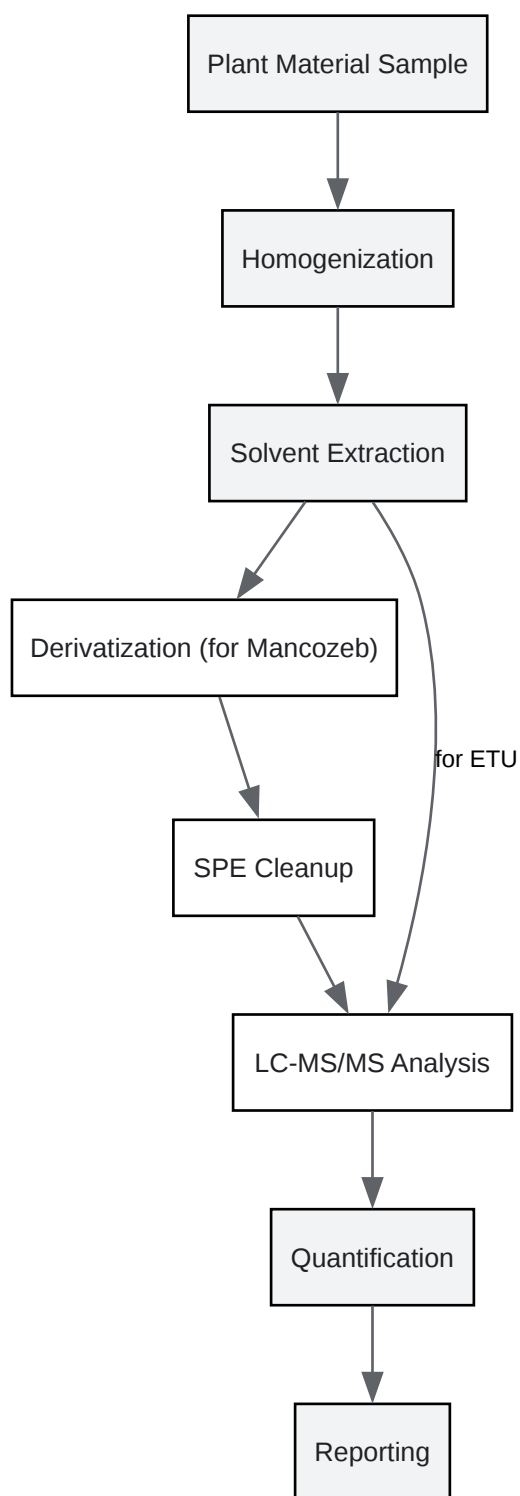 Plant Material Sample
Homogenization
Solvent Extraction
Derivatization (for Mancozeb)
for ETU
SPE Cleanup
LC-MS/MS Analysis
Quantification
Reporting